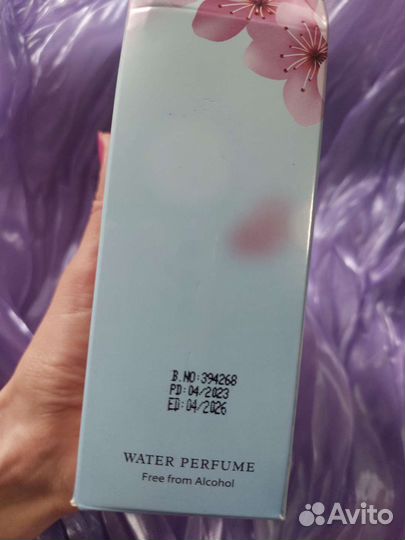 B.NO:394268
PD:04/2023
ED:04/2026
WATER PERFUME
Free from Alcohol
Avito